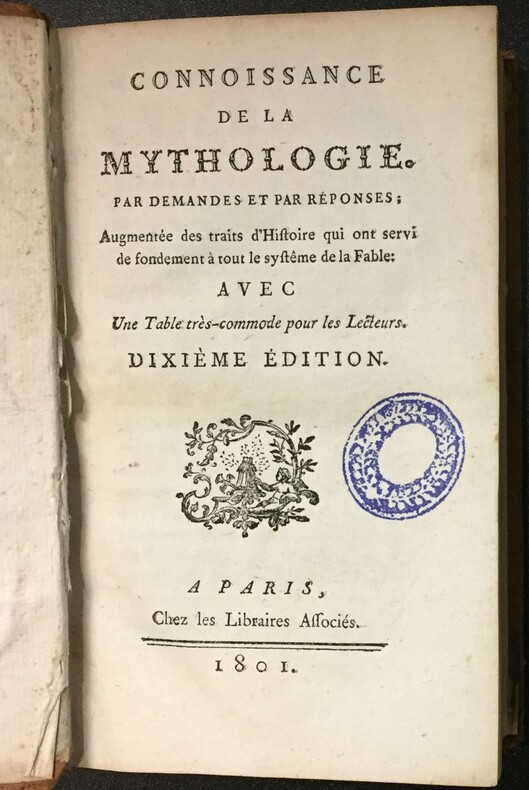 CONNOISSANCE
DE LA
MYTHOLOGIE.
PAR DEMANDES ET PAR RÉPONSES;
Augmentée des traits d'Hiſtoire qui ont servi
de fondement à tout le syſtême de la Fable:
AVEC
Une Table très-commode pour les Lecteurs.
DIXIÈME ÉDITION.
A PARIS,
Chez les Libraires Aſſociés.
1801.